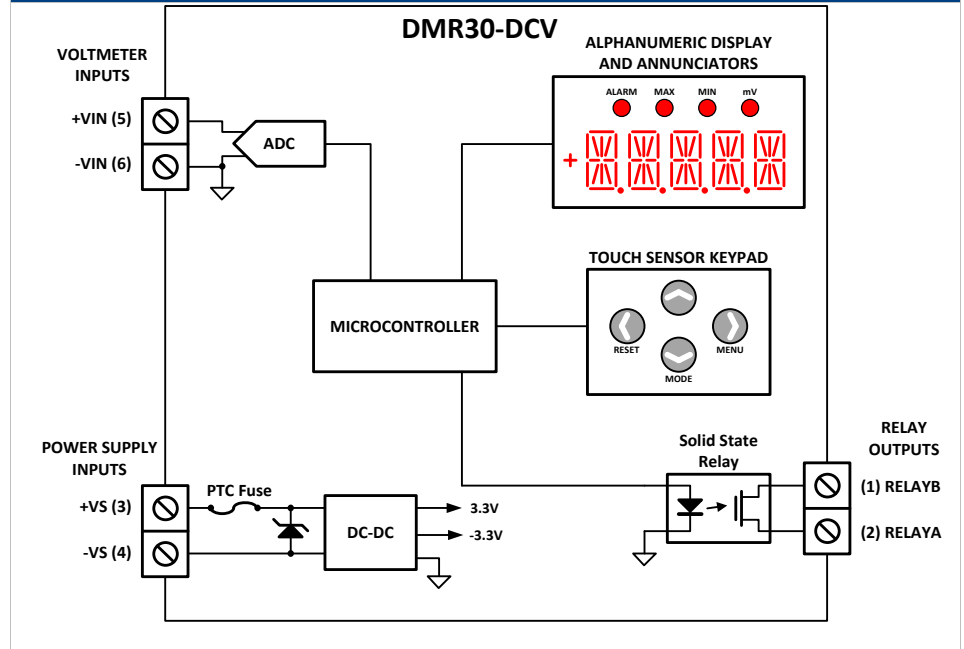 DMR30-DCV
VOLTMETER
INPUTS
+VIN (5)
-VIN (6)
ADC
ALPHANUMERIC DISPLAY
AND ANNUNCIATORS
ALARM MAX MIN mV
+
MICROCONTROLLER
TOUCH SENSOR KEYPAD
RESET
MENU
MODE
POWER SUPPLY
INPUTS
+VS (3)
-VS (4)
PTC Fuse
DC-DC
3.3V
-3.3V
Solid State
Relay
RELAY
OUTPUTS
(1) RELAYB
(2) RELAYA